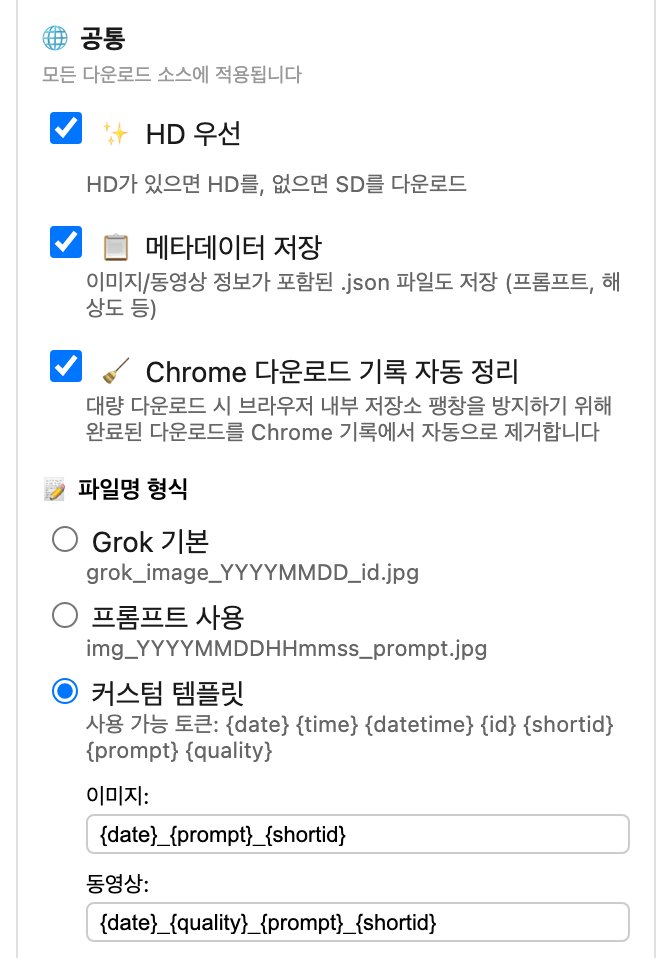 공통
모든 다운로드 소스에 적용됩니다
HD 우선
HD가 있으면 HD를, 없으면 SD를 다운로드
메타데이터 저장
이미지/동영상 정보가 포함된 .json 파일도 저장 (프롬프트, 해
상도 등)
Chrome 다운로드 기록 자동 정리
대량 다운로드 시 브라우저 내부 저장소 팽창을 방지하기 위해
완료된 다운로드를 Chrome 기록에서 자동으로 제거합니다
파일명 형식
Grok 기본
grok_image_YYYYMMDD_id.jpg
프롬프트 사용
img_YYYYMMDDHHmmss_prompt.jpg
커스텀 템플릿
사용 가능 토큰: {date} {time} {datetime} {id} {shortid}
{prompt} {quality}
이미지:
{date}_{prompt}_{shortid}
동영상:
{date}_{quality}_{prompt}_{shortid}